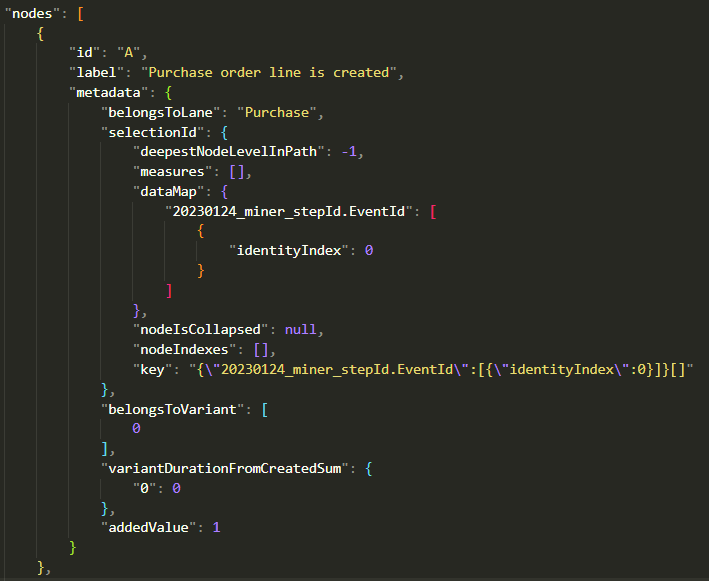 "nodes": [
{
"id": "A",
"label": "Purchase order line is created",
"metadata": {
"belongsToLane": "Purchase",
"selectionId": {
"deepestNodeLevelInPath": -1,
"measures": [],
"dataMap": {
"20230124_miner_stepId.EventId": [
{
"identityIndex": 0
}
]
},
"nodeIsCollapsed": null,
"nodeIndexes": [],
"key": "{\"20230124_miner_stepId.EventId\":[{\"identityIndex\":0}]}[]"
},
"belongsToVariant": [
0
],
"variantDurationFromCreatedSum": {
"0": 0
},
"addedValue": 1
}
},